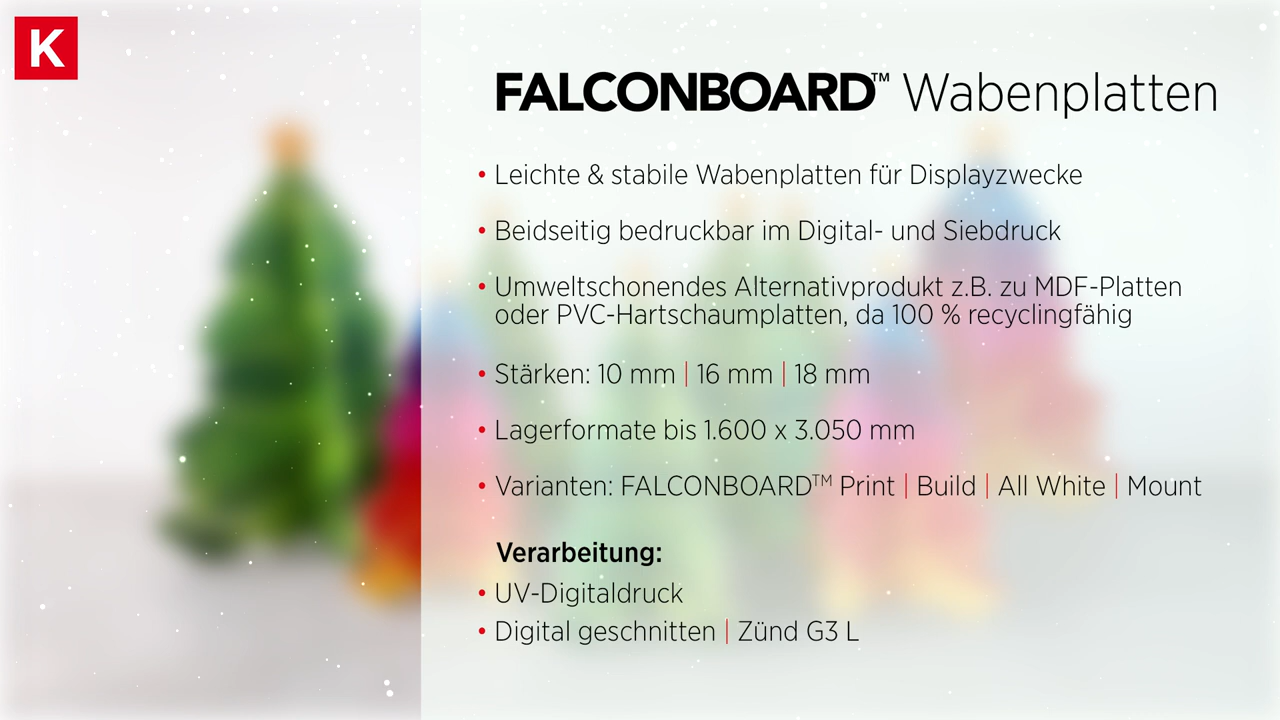 K
FALCONBOARD™ Wabenplatten
• Leichte & stabile Wabenplatten für Displayzwecke
• Beidseitig bedruckbar im Digital- und Siebdruck
• Umweltschonendes Alternativprodukt z.B. zu MDF-Platten
oder PVC-Hartschaumplatten, da 100 % recyclingfähig
• Stärken: 10 mm | 16 mm | 18 mm
• Lagerformate bis 1.600 x 3.050 mm
• Varianten: FALCONBOARD™ Print | Build | All White | Mount
Verarbeitung:
• UV-Digitaldruck
• Digital geschnitten | Zünd G3 L